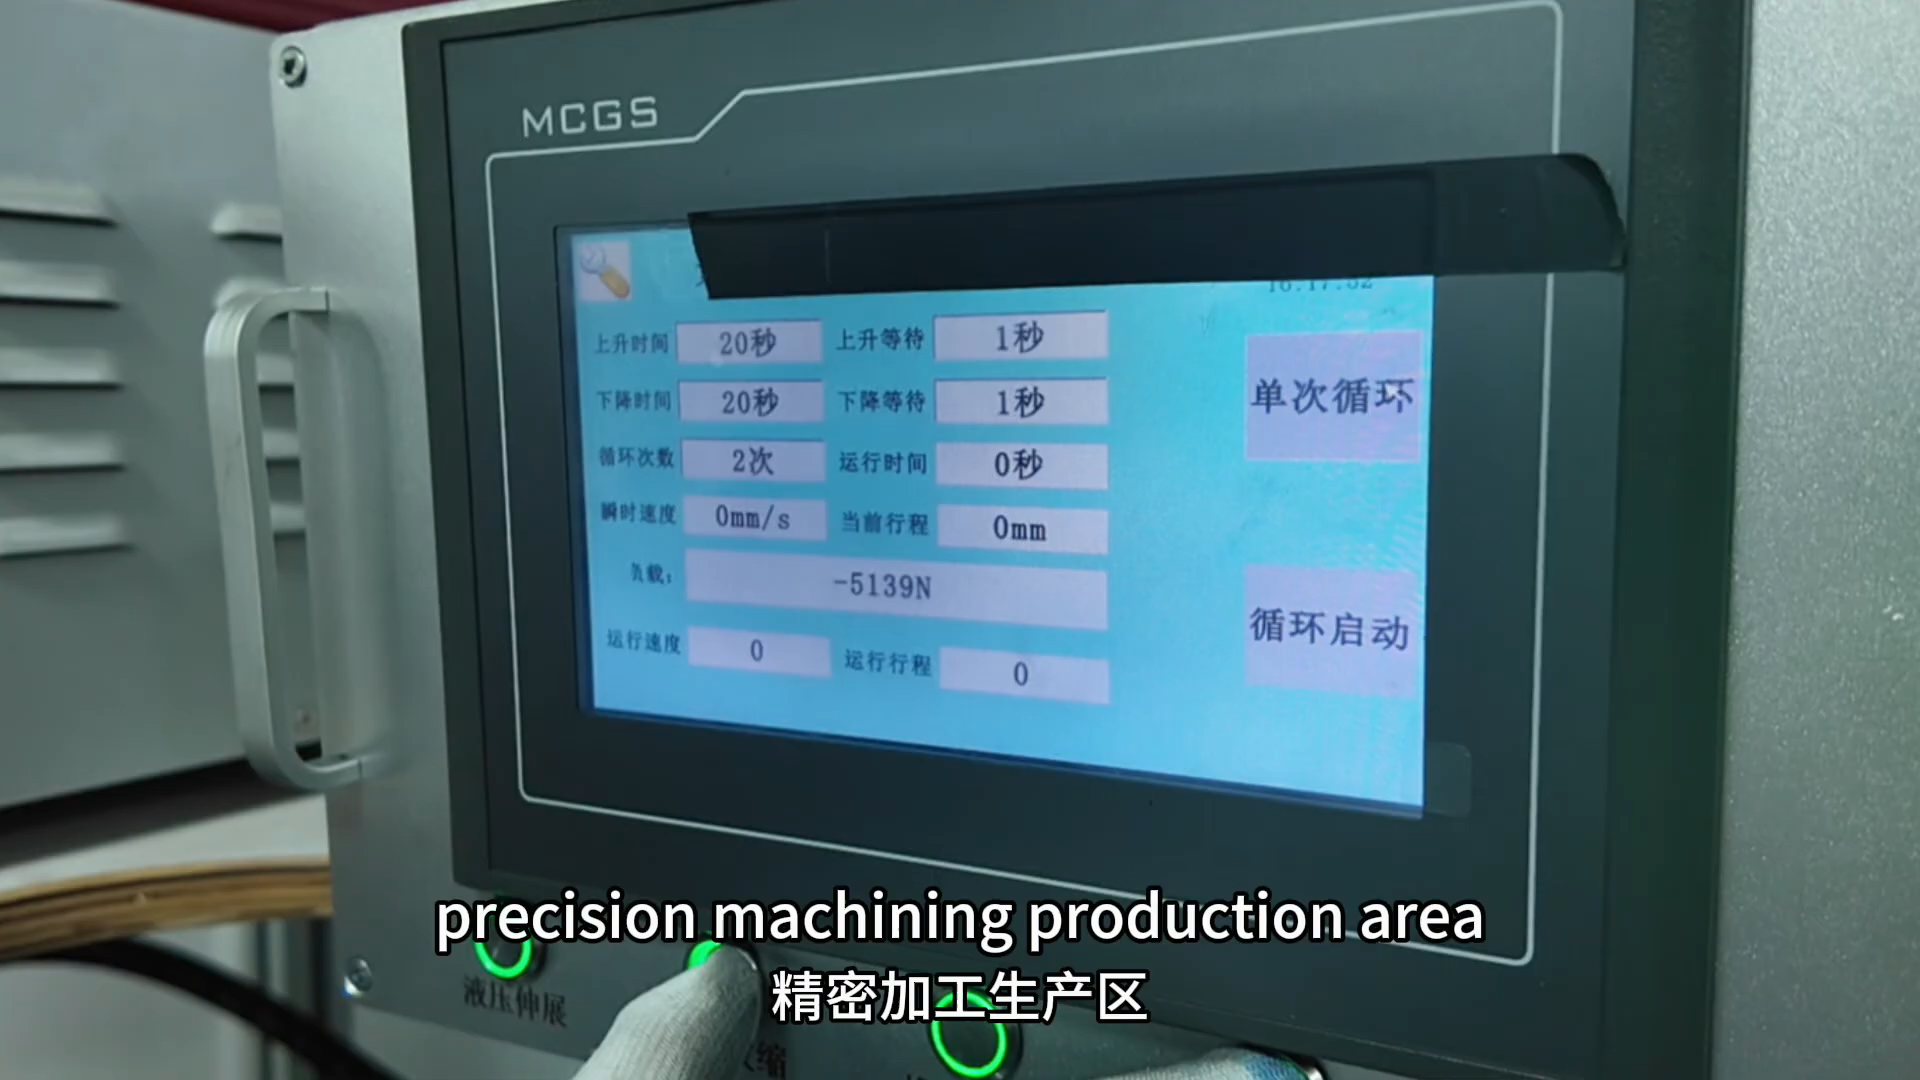 MCGS
上升时间 20秒 上升等待 1秒
下降时间 20秒 下降等待 1秒
循环次数 2次 运行时间 0秒
瞬时速度 0mm/s 当前行程 0mm
负载: -5139N
运行速度 0 运行行程 0
单次循环
循环启动
precision machining production area
精密加工生产区
液压伸展
缩